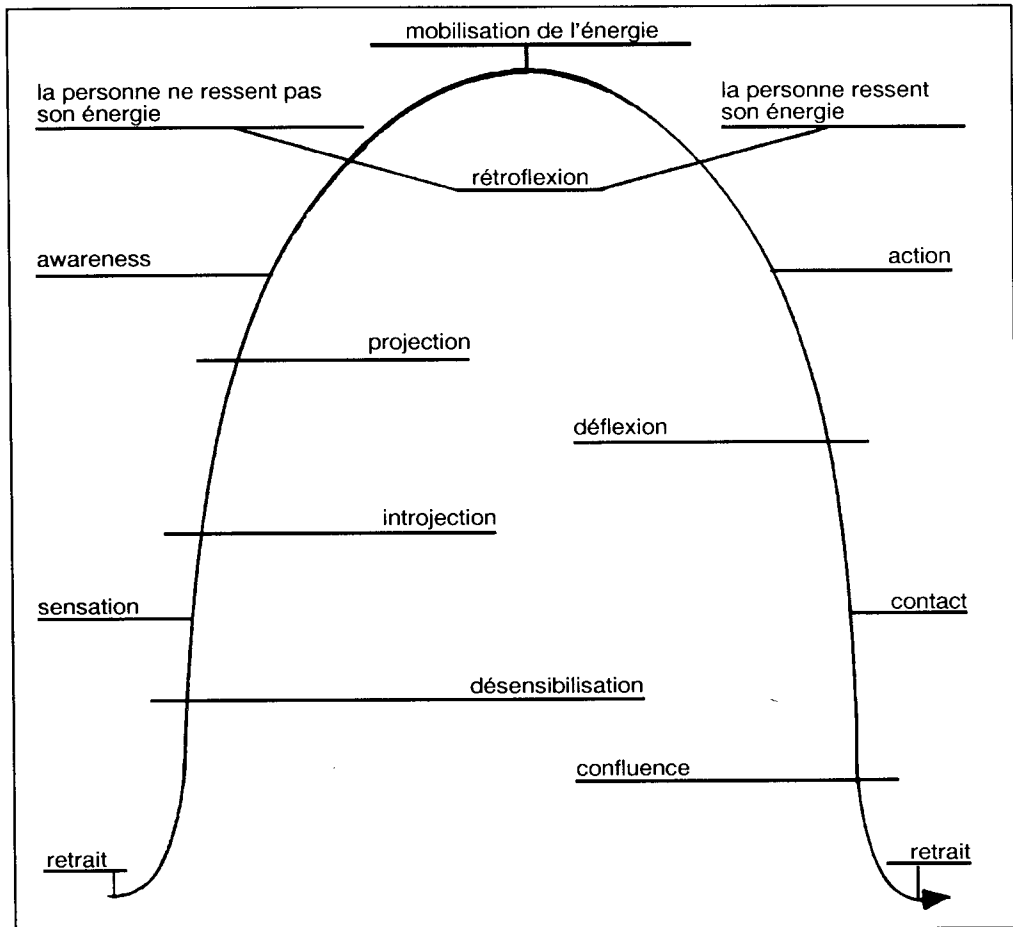 mobilisation de l'énergie
la personne ne ressent pas
son énergie
la personne ressent
son énergie
rétroflexion
awareness
action
projection
déflexion
introjection
sensation
contact
désensibilisation
confluence
retrait
retrait